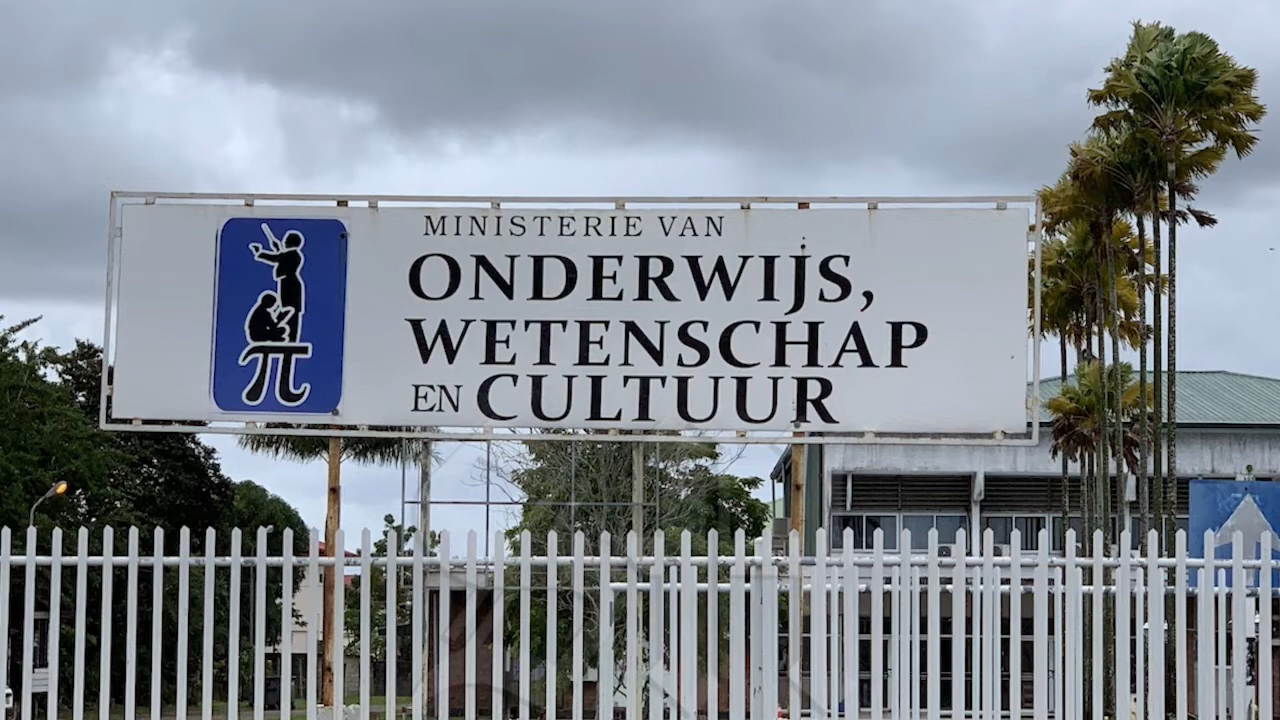 MINISTERIE VAN
ONDERWIJS,
WETENSCHAP
EN CULTUUR
π